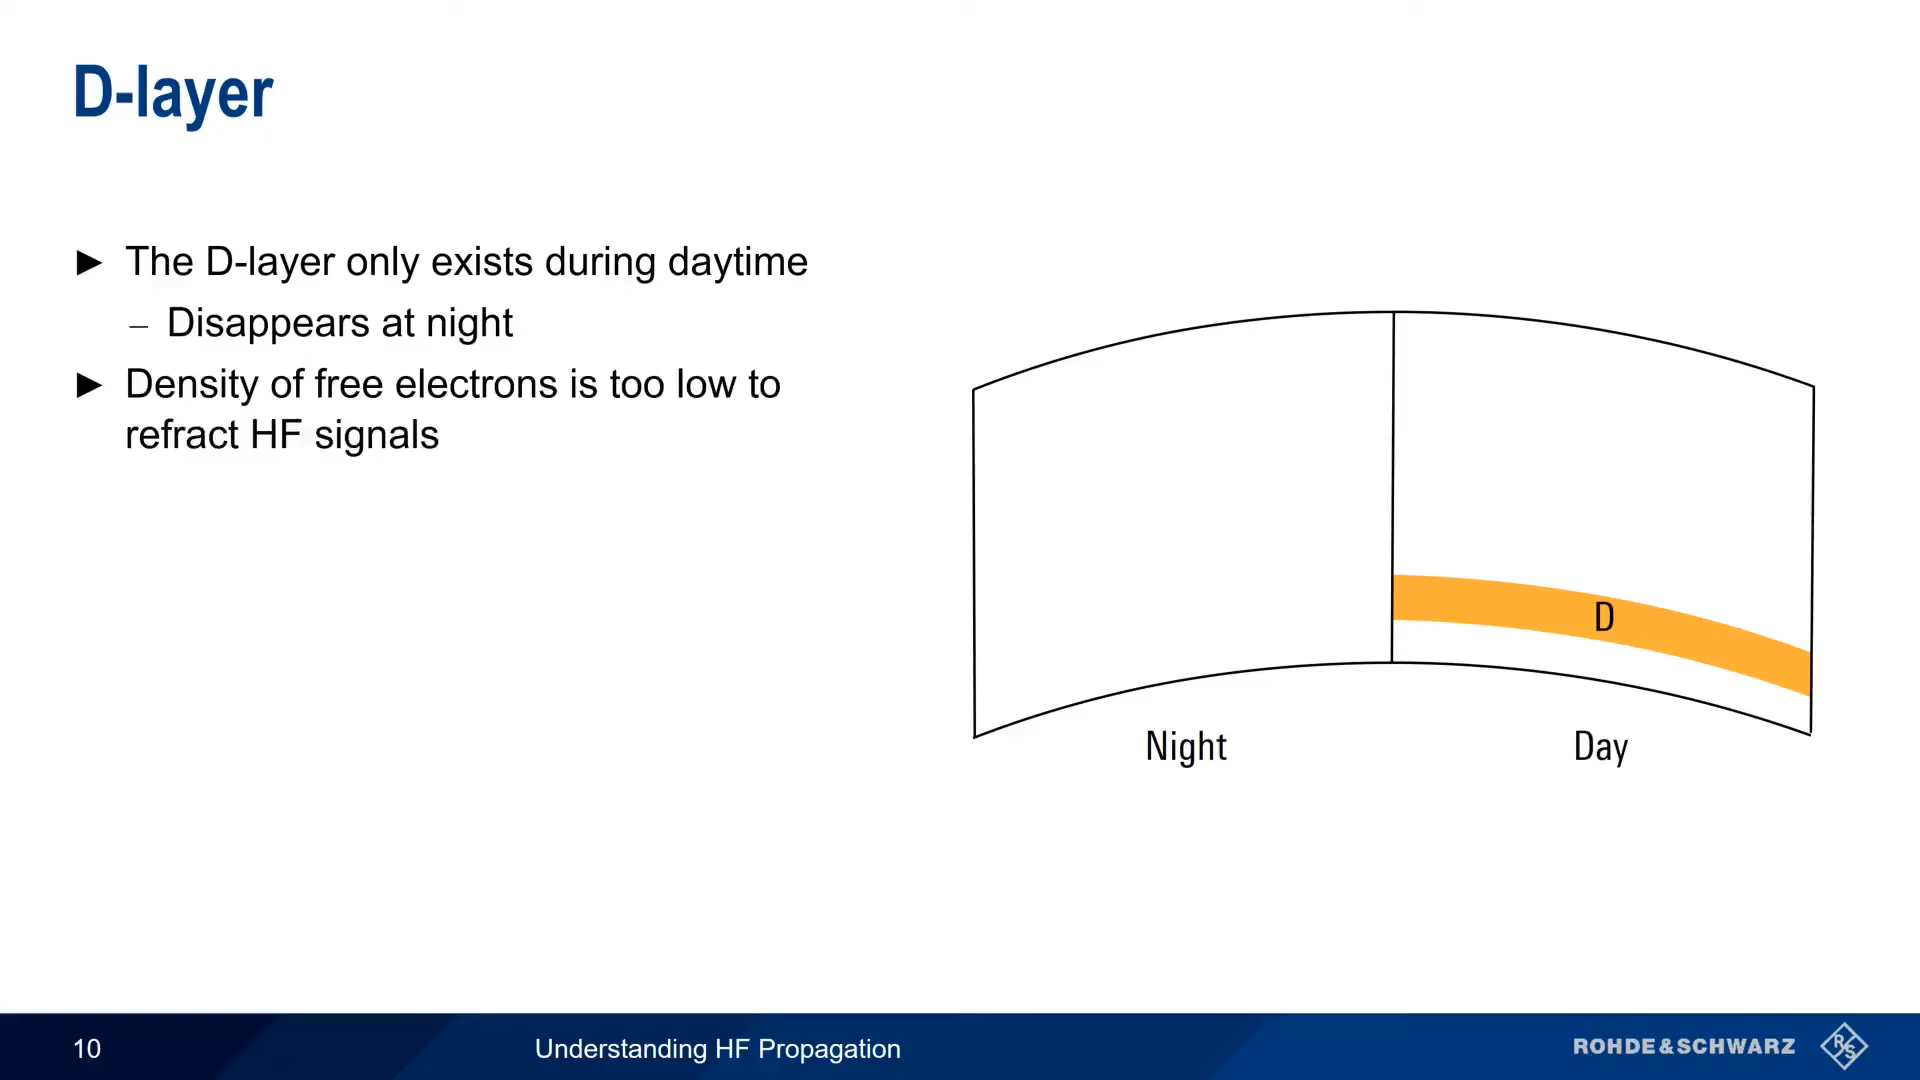 D-layer
► The D-layer only exists during daytime
– Disappears at night
► Density of free electrons is too low to
refract HF signals
D
Night
Day
10
Understanding HF Propagation
ROHDE&SCHWARZ
R
S